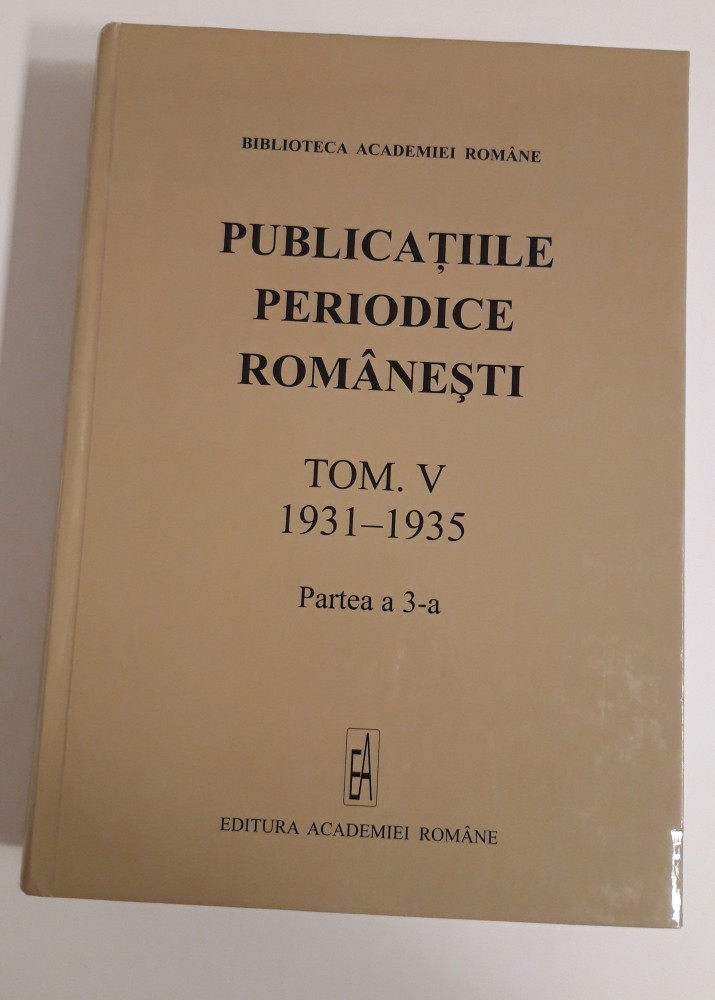 BIBLIOTECA ACADEMIEI ROMÂNE
PUBLICAȚIILE
PERIODICE
ROMÂNEȘTI
TOM. V
1931–1935
Partea a 3-a
EA
EDITURA ACADEMIEI ROMÂNE